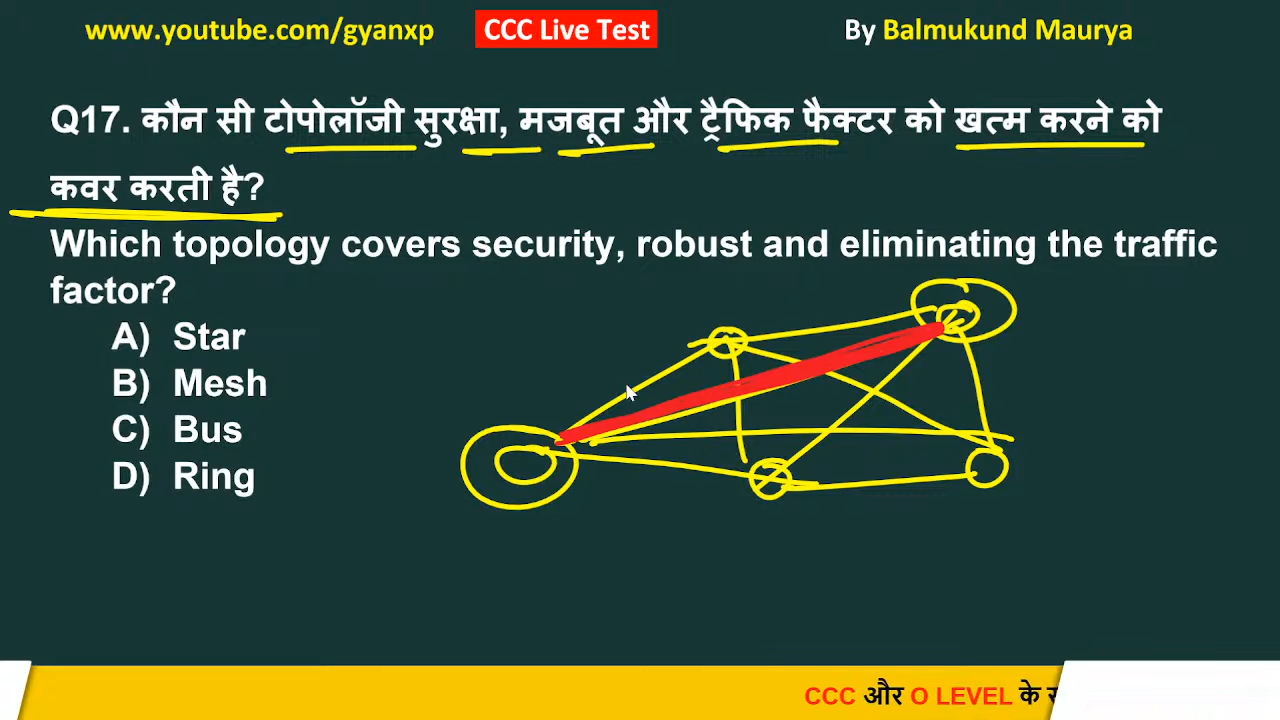 www.youtube.com/gyanxp CCC Live Test By Balmukund Maurya
Q17. कौन सी टोपोलॉजी सुरक्षा, मजबूत और ट्रैफिक फैक्टर को खत्म करने को
कवर करती है?
Which topology covers security, robust and eliminating the traffic
factor?
A) Star
B) Mesh
C) Bus
D) Ring
CCC और O LEVEL के